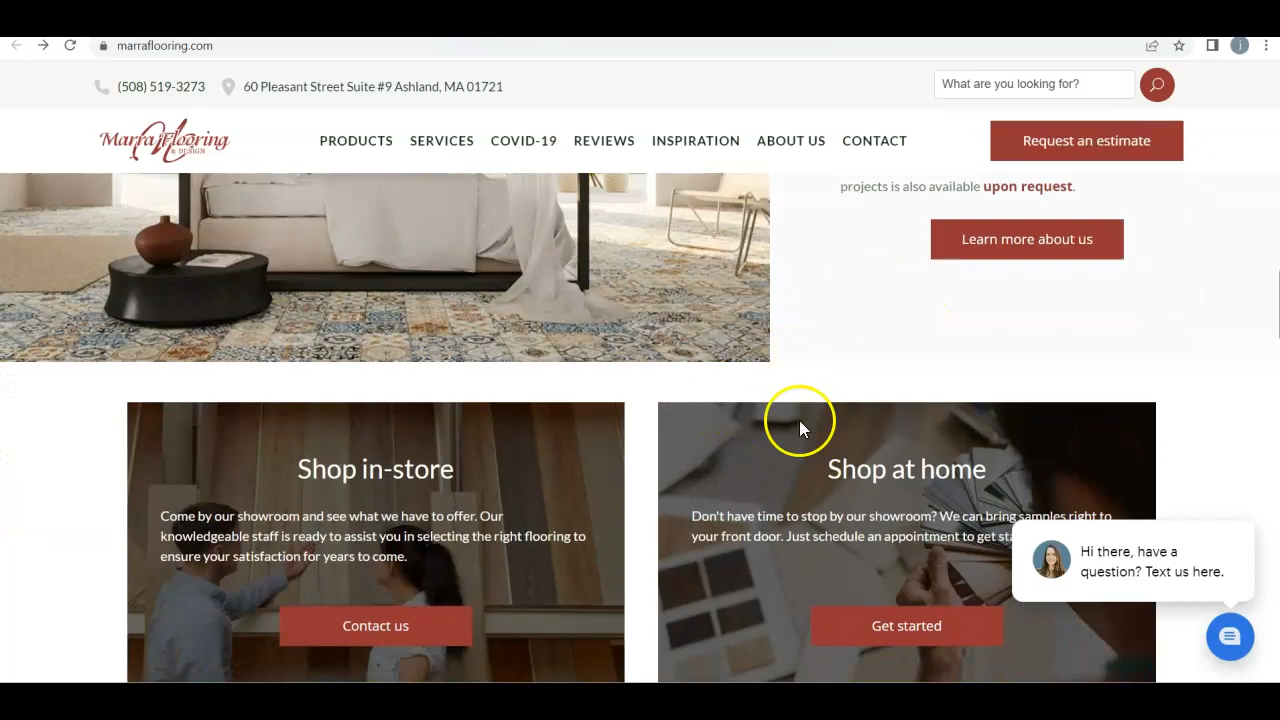 marraflooring.com
j
(508) 519-3273
60 Pleasant Street Suite #9 Ashland, MA 01721
What are you looking for?
Marra Flooring
& DESIGN
PRODUCTS SERVICES COVID-19 REVIEWS INSPIRATION ABOUT US CONTACT
Request an estimate
projects is also available upon request.
Learn more about us
Shop in-store
Come by our showroom and see what we have to offer. Our
knowledgeable staff is ready to assist you in selecting the right flooring to
ensure your satisfaction for years to come.
Contact us
Shop at home
Don't have time to stop by our showroom? We can bring samples right to
your front door. Just schedule an appointment to get
Get started
Hi there, have a
question? Text us here.